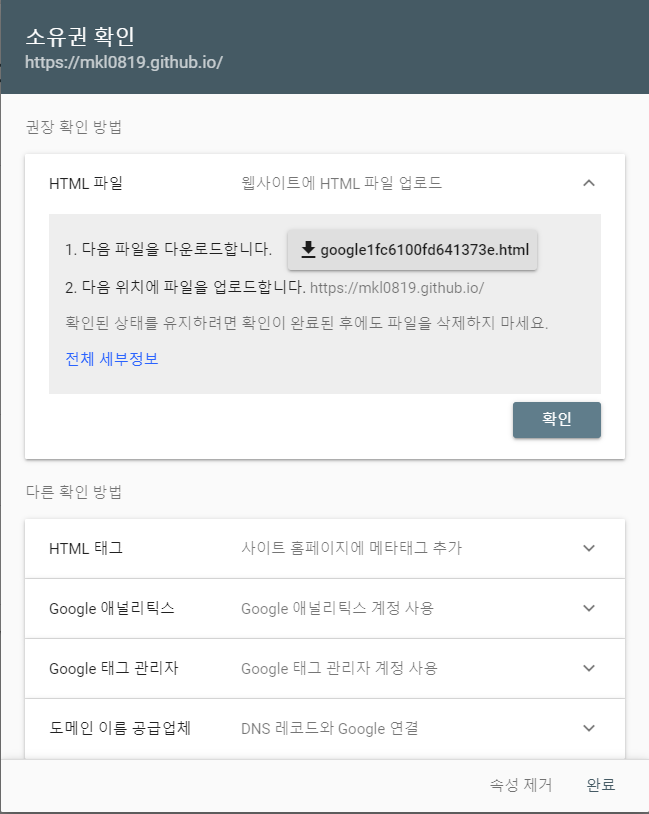 소유권 확인
https://mkl0819.github.io/
권장 확인 방법
HTML 파일 웹사이트에 HTML 파일 업로드
1. 다음 파일을 다운로드합니다. google1fc6100fd641373e.html
2. 다음 위치에 파일을 업로드합니다. https://mkl0819.github.io/
확인된 상태를 유지하려면 확인이 완료된 후에도 파일을 삭제하지 마세요.
전체 세부정보
확인
다른 확인 방법
HTML 태그 사이트 홈페이지에 메타태그 추가
Google 애널리틱스 Google 애널리틱스 계정 사용
Google 태그 관리자 Google 태그 관리자 계정 사용
도메인 이름 공급업체 DNS 레코드와 Google 연결
속성 제거 완료